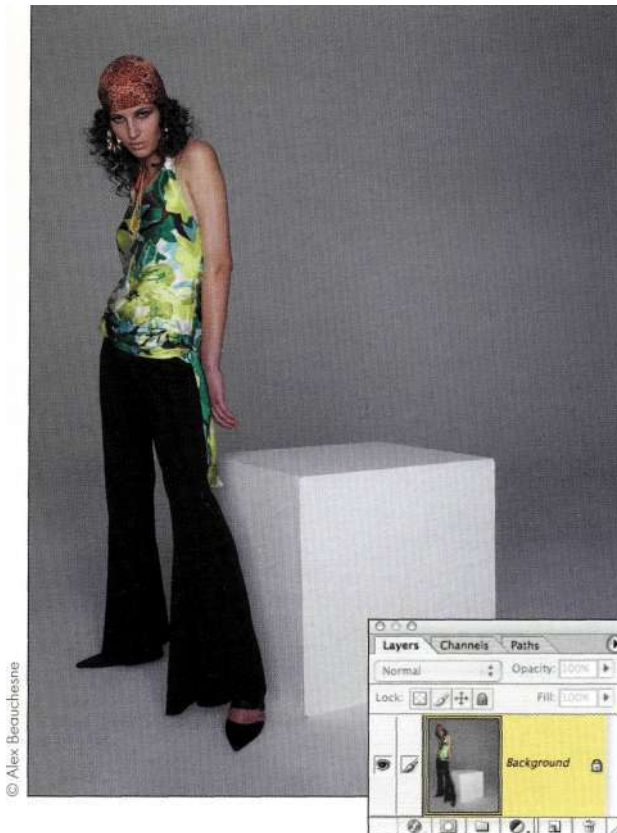 © Alex Beauchesne
Layers Channels Paths
Normal Opacity: 100%
Lock: Fill: 100%
Background